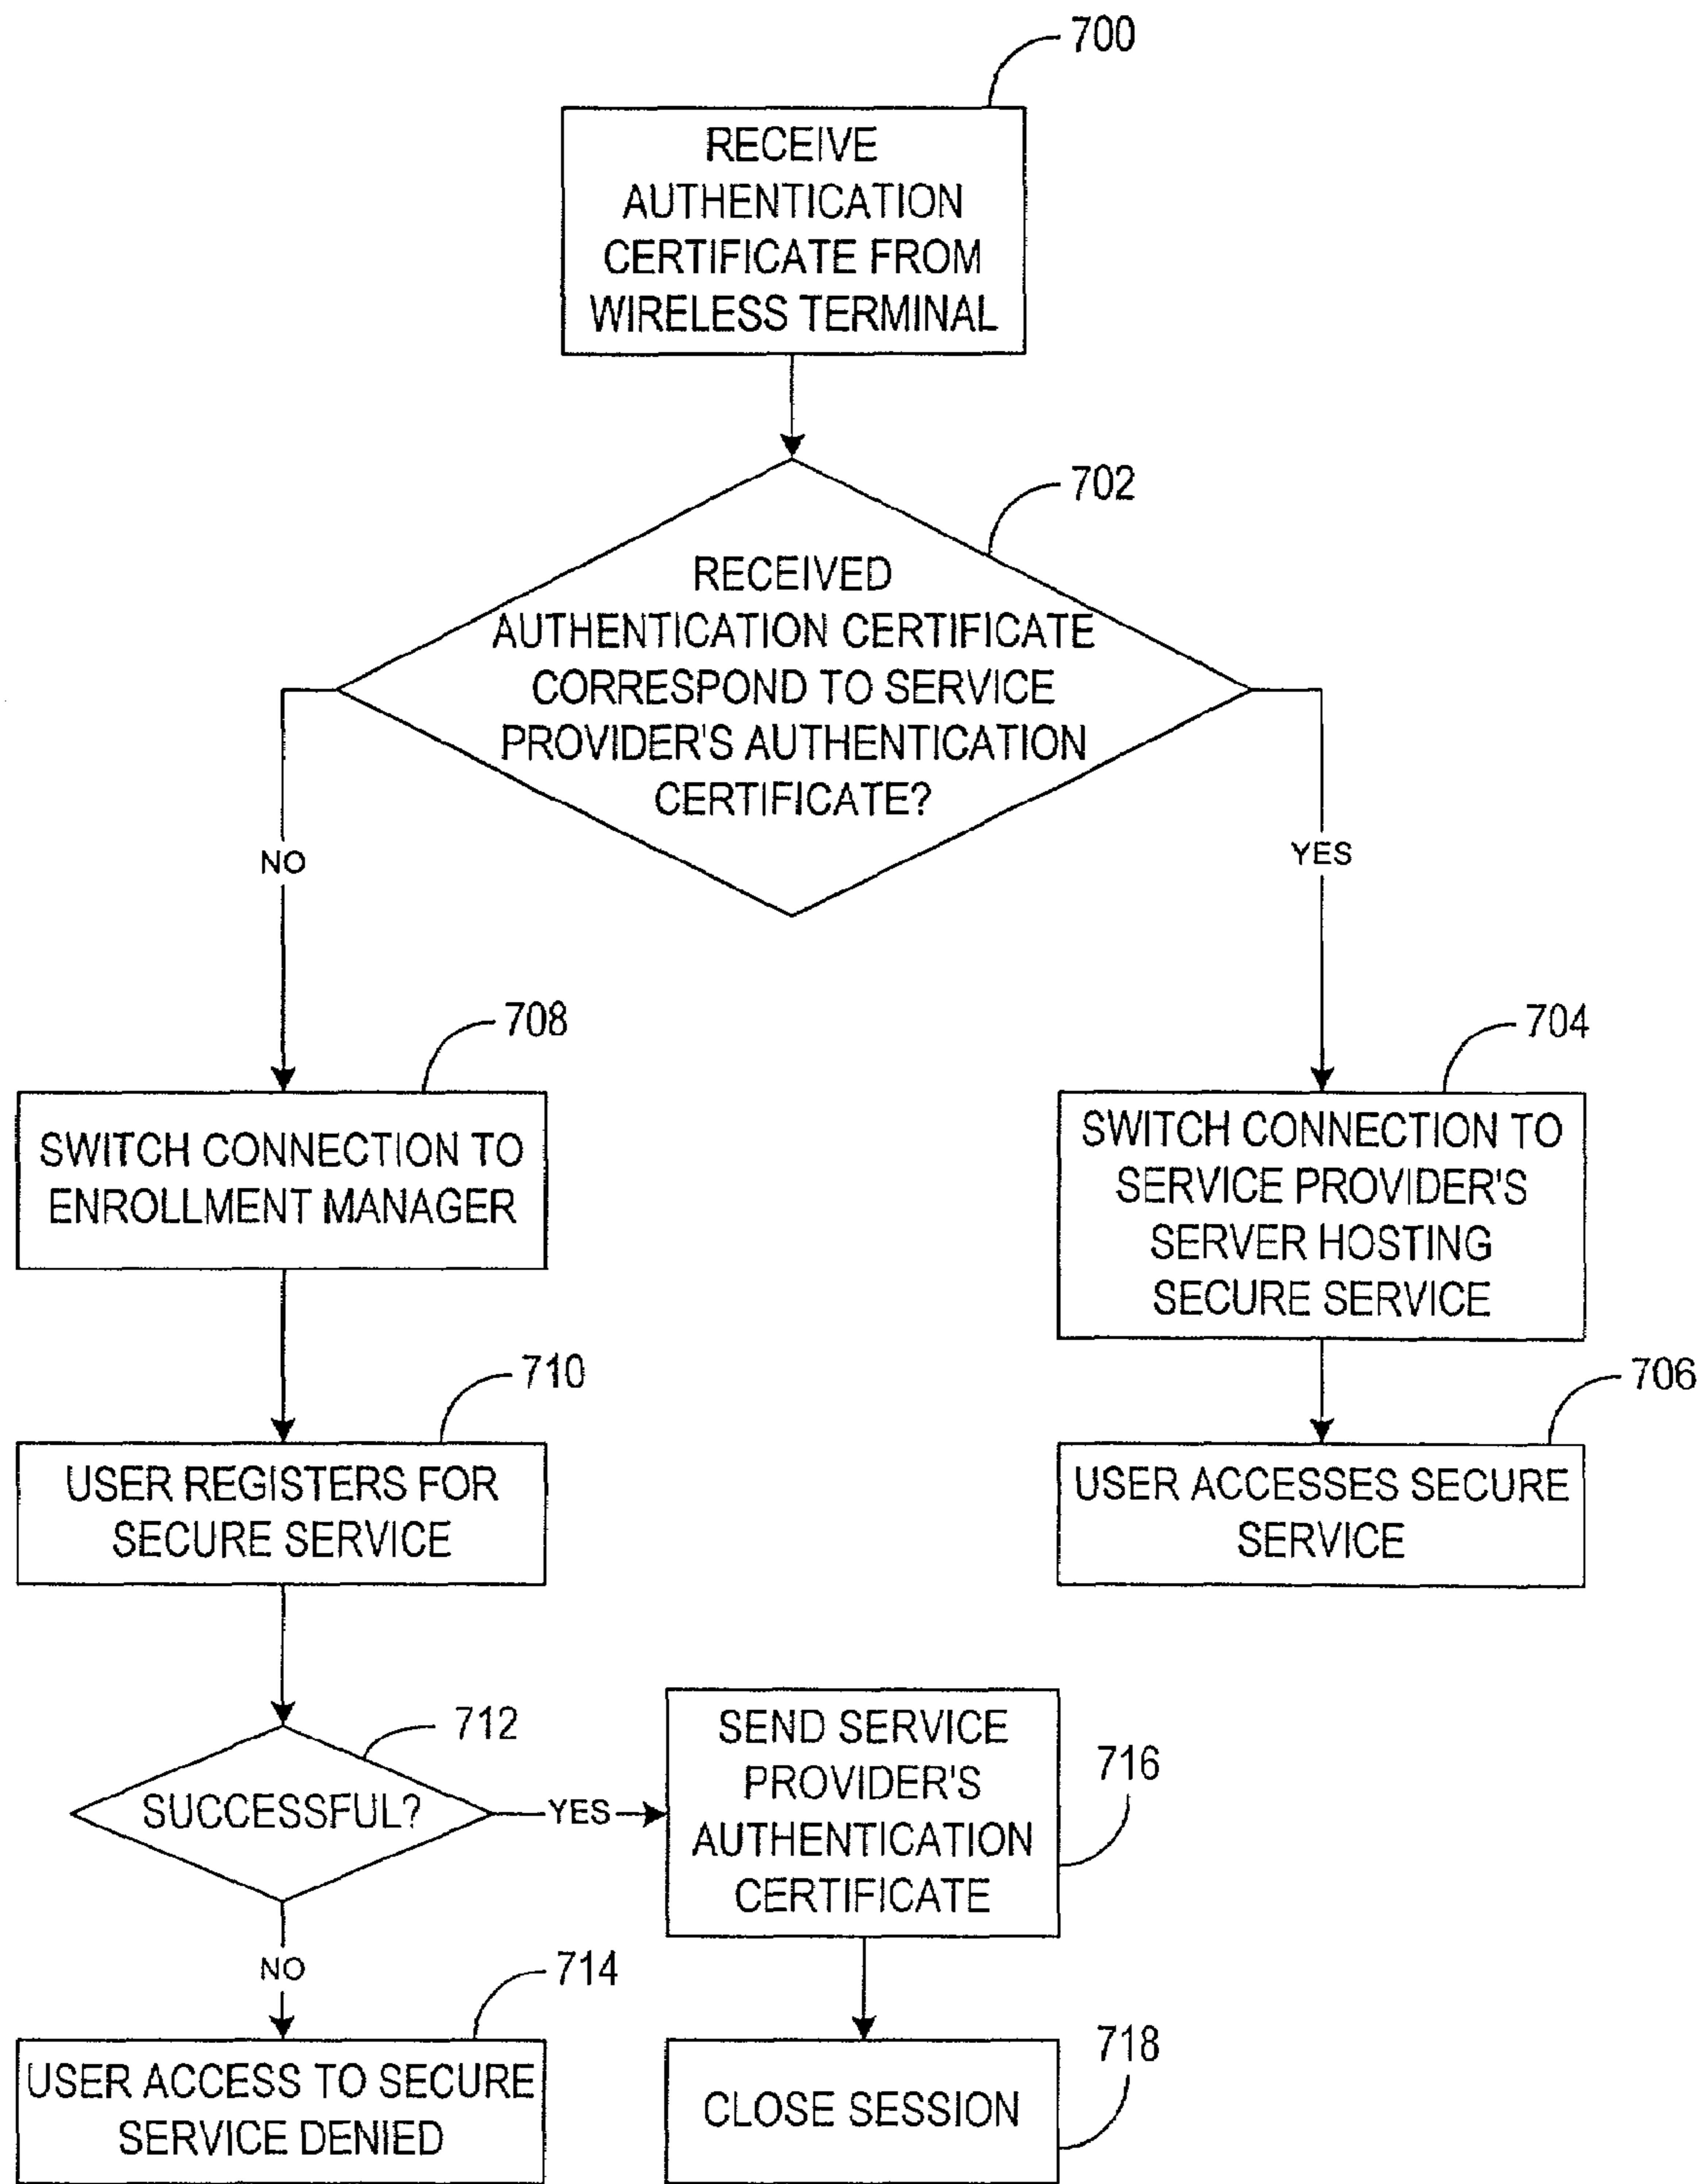 700
RECEIVE
AUTHENTICATION
CERTIFICATE FROM
WIRELESS TERMINAL
702
RECEIVED
AUTHENTICATION CERTIFICATE
CORRESPOND TO SERVICE
PROVIDER'S AUTHENTICATION
CERTIFICATE?
NO
YES
708
SWITCH CONNECTION TO
ENROLLMENT MANAGER
704
SWITCH CONNECTION TO
SERVICE PROVIDER'S
SERVER HOSTING
SECURE SERVICE
710
USER REGISTERS FOR
SECURE SERVICE
706
USER ACCESSES SECURE
SERVICE
712
SUCCESSFUL?
YES
SEND SERVICE
PROVIDER'S
AUTHENTICATION
CERTIFICATE
716
NO
714
USER ACCESS TO SECURE
SERVICE DENIED
CLOSE SESSION
718